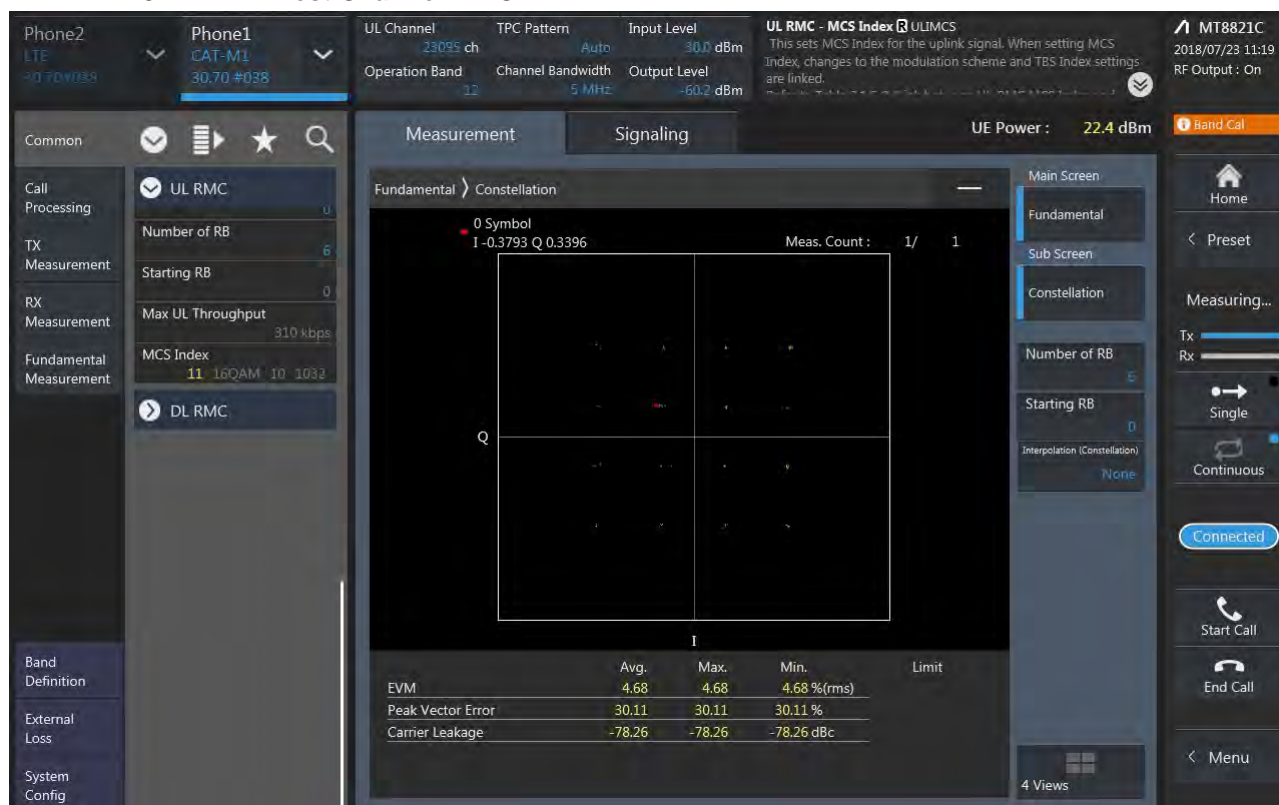 Phone2
LTE
Phone1
CAT-M1
30.70 #038
UL Channel
23095 ch
Operation Band
12
TPC Pattern
Auto
Channel Bandwidth
5 MHz
Input Level
30.0 dBm
Output Level
-60.2 dBm
UL RMC - MCS Index R ULIMCS
This sets MCS Index for the uplink signal. When setting MCS
Index, changes to the modulation scheme and TBS Index settings
are linked.
MT8821C
2018/07/23 11:19
RF Output : On
Common
Measurement
Signaling
UE Power : 22.4 dBm
Band Cal
Call
Processing
TX
Measurement
RX
Measurement
Fundamental
Measurement
Band
Definition
External
Loss
System
Config
UL RMC
0
Number of RB
6
Starting RB
0
Max UL Throughput
310 kbps
MCS Index
11 16QAM 10 1032
DL RMC
Fundamental ⟩ Constellation
0 Symbol
I -0.3793 Q 0.3396
Meas. Count : 1/ 1
Q
I
Avg. Max. Min. Limit
EVM 4.68 4.68 4.68 %(rms)
Peak Vector Error 30.11 30.11 30.11 %
Carrier Leakage -78.26 -78.26 -78.26 dBc
Main Screen
Fundamental
Sub Screen
Constellation
Number of RB
6
Starting RB
0
Interpolation (Constellation)
None
4 Views
Home
< Preset
Measuring...
Tx
Rx
Single
Continuous
Connected
Start Call
End Call
< Menu